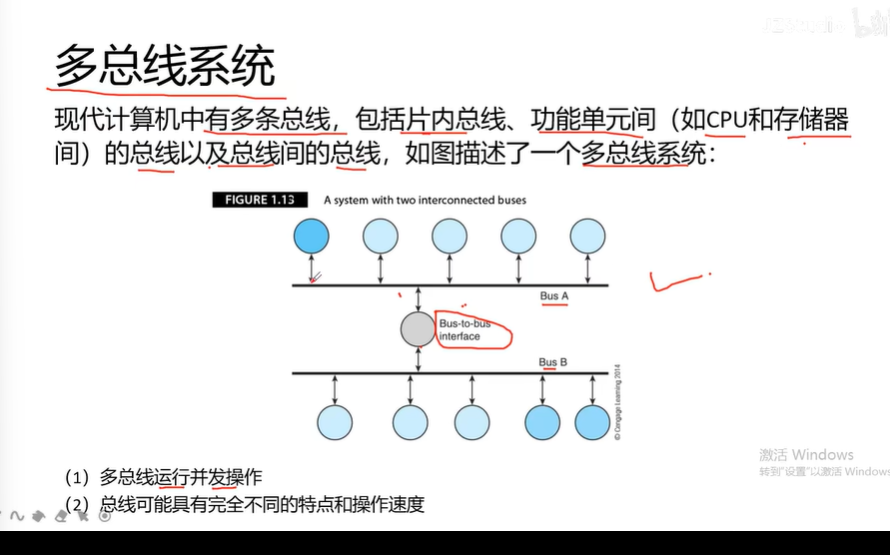 多总线系统
现代计算机中有多条总线，包括片内总线、功能单元间（如CPU和存储器
间）的总线以及总线间的总线，如图描述了一个多总线系统：
FIGURE 1.13 A system with two interconnected buses
Bus A
Bus-to-bus
interface
Bus B
© Cengage Learning 2014
（1）多总线运行并发操作
（2）总线可能具有完全不同的特点和操作速度
激活 Windows
转到"设置"以激活 Windows